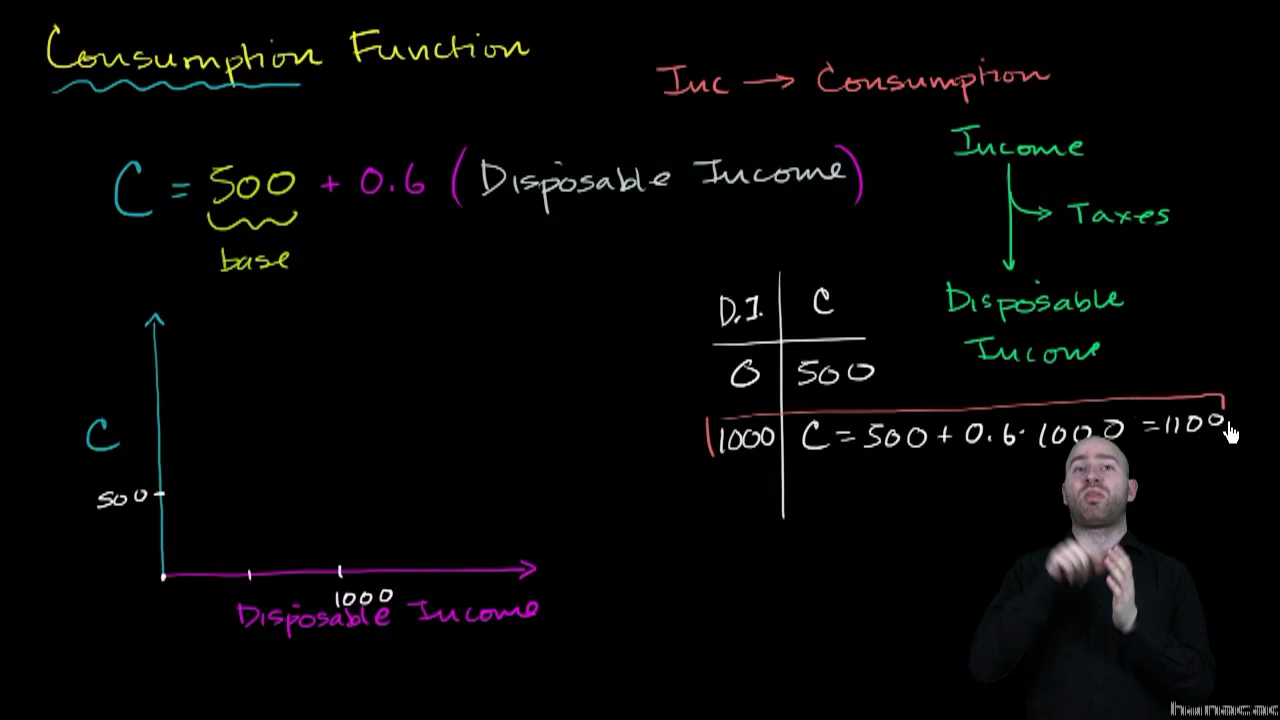 Consumption Function
Inc → Consumption
C = 500 + 0.6 (Disposable Income)
base
Income
Taxes
Disposable
Income
D.I. C
0 500
1000 C = 500 + 0.6 · 1000 = 1100
C
500
1000
Disposable Income